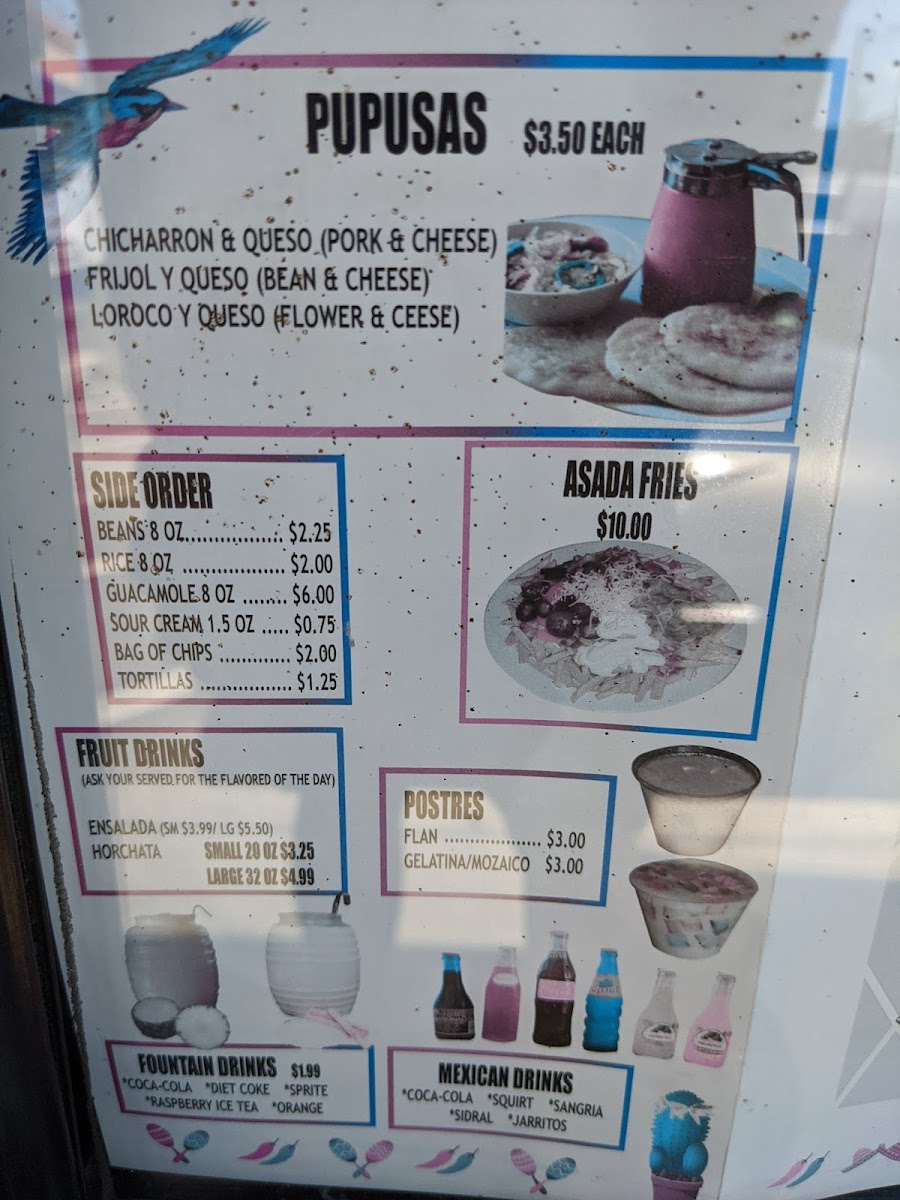 PUPUSAS $3.50 EACH
CHICHARRON & QUESO (PORK & CHEESE)
FRIJOL Y QUESO (BEAN & CHEESE)
LOROCO Y QUESO (FLOWER & CEESE)
SIDE ORDER
BEANS 8 OZ................. $2.25
RICE 8 OZ .................. $2.00
GUACAMOLE 8 OZ ........ $6.00
SOUR CREAM 1.5 OZ ..... $0.75
BAG OF CHIPS ............. $2.00
TORTILLAS ................. $1.25
ASADA FRIES
$10.00
FRUIT DRINKS
(ASK YOUR SERVED FOR THE FLAVORED OF THE DAY)
ENSALADA (SM $3.99/ LG $5.50)
HORCHATA SMALL 20 OZ $3.25
LARGE 32 OZ $4.99
POSTRES
FLAN ................... $3.00
GELATINA/MOZAICO $3.00
FOUNTAIN DRINKS $1.99
*COCA-COLA *DIET COKE *SPRITE
*RASPBERRY ICE TEA *ORANGE
MEXICAN DRINKS
*COCA-COLA *SQUIRT *SANGRIA
*SIDRAL *JARRITOS